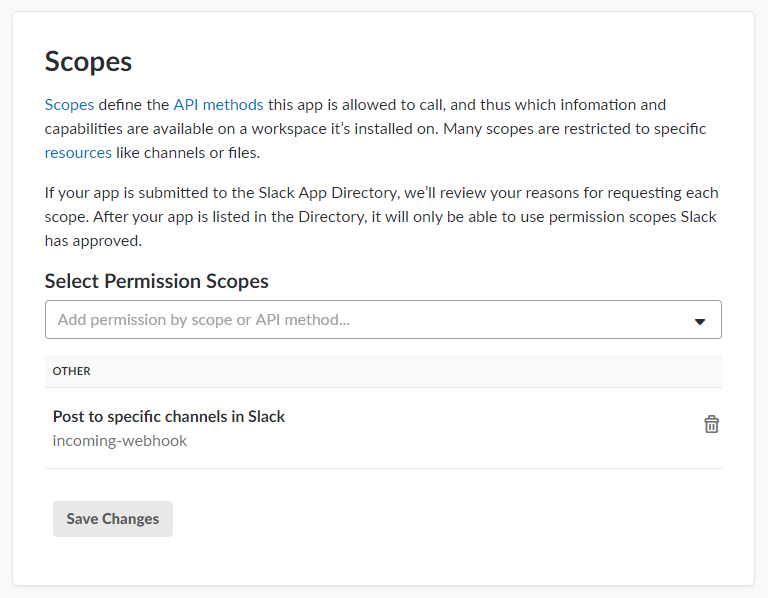 Scopes
Scopes define the API methods this app is allowed to call, and thus which infomation and
capabilities are available on a workspace it’s installed on. Many scopes are restricted to specific
resources like channels or files.
If your app is submitted to the Slack App Directory, we’ll review your reasons for requesting each
scope. After your app is listed in the Directory, it will only be able to use permission scopes Slack
has approved.
Select Permission Scopes
Add permission by scope or API method...
OTHER
Post to specific channels in Slack
incoming-webhook
Save Changes